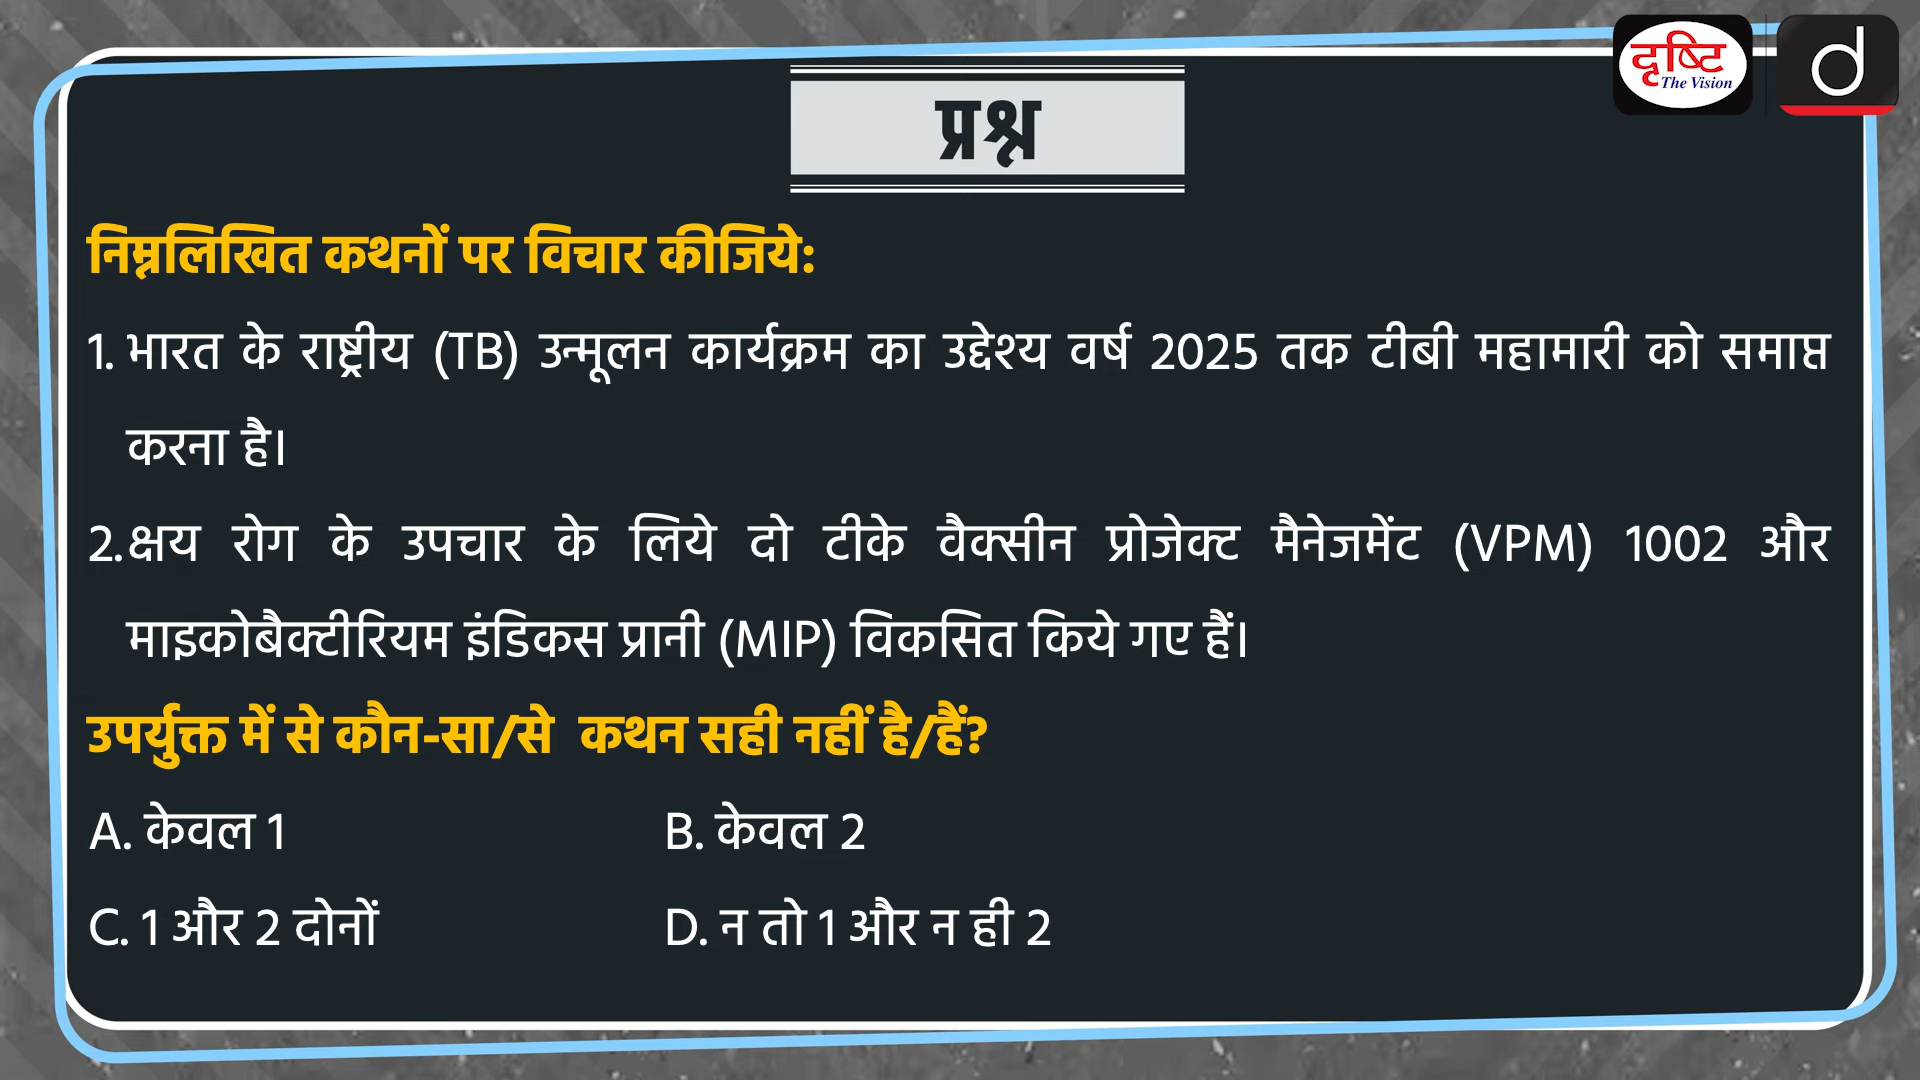 दृष्टि
The Vision
d
प्रश्न
निम्नलिखित कथनों पर विचार कीजिये:
1. भारत के राष्ट्रीय (TB) उन्मूलन कार्यक्रम का उद्देश्य वर्ष 2025 तक टीबी महामारी को समाप्त
करना है।
2. क्षय रोग के उपचार के लिये दो टीके वैक्सीन प्रोजेक्ट मैनेजमेंट (VPM) 1002 और
माइकोबैक्टीरियम इंडिकस प्रानी (MIP) विकसित किये गए हैं।
उपर्युक्त में से कौन-सा/से कथन सही नहीं है/हैं?
A. केवल 1 B. केवल 2
C. 1 और 2 दोनों D. न तो 1 और न ही 2